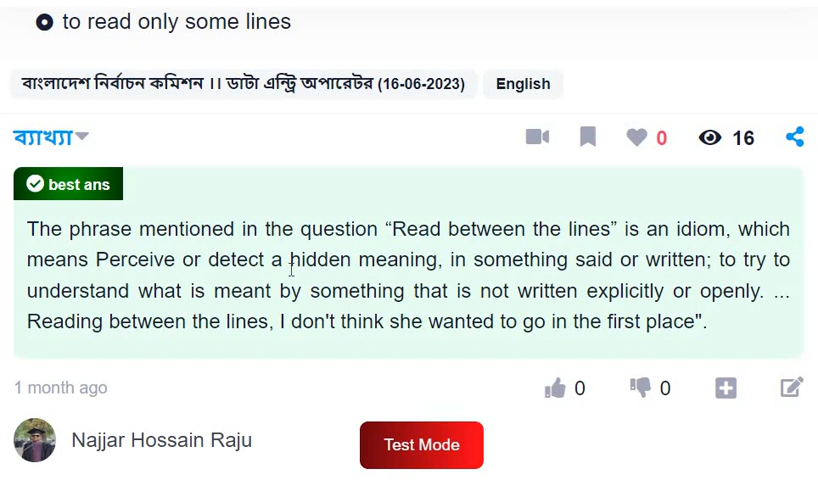 to read only some lines
বাংলাদেশ নির্বাচন কমিশন ।। ডাটা এন্ট্রি অপারেটর (16-06-2023) English
ব্যাখ্যা 0 16
best ans
The phrase mentioned in the question “Read between the lines” is an idiom, which
means Perceive or detect a hidden meaning, in something said or written; to try to
understand what is meant by something that is not written explicitly or openly. ...
Reading between the lines, I don't think she wanted to go in the first place".
1 month ago 0 0
Najjar Hossain Raju Test Mode